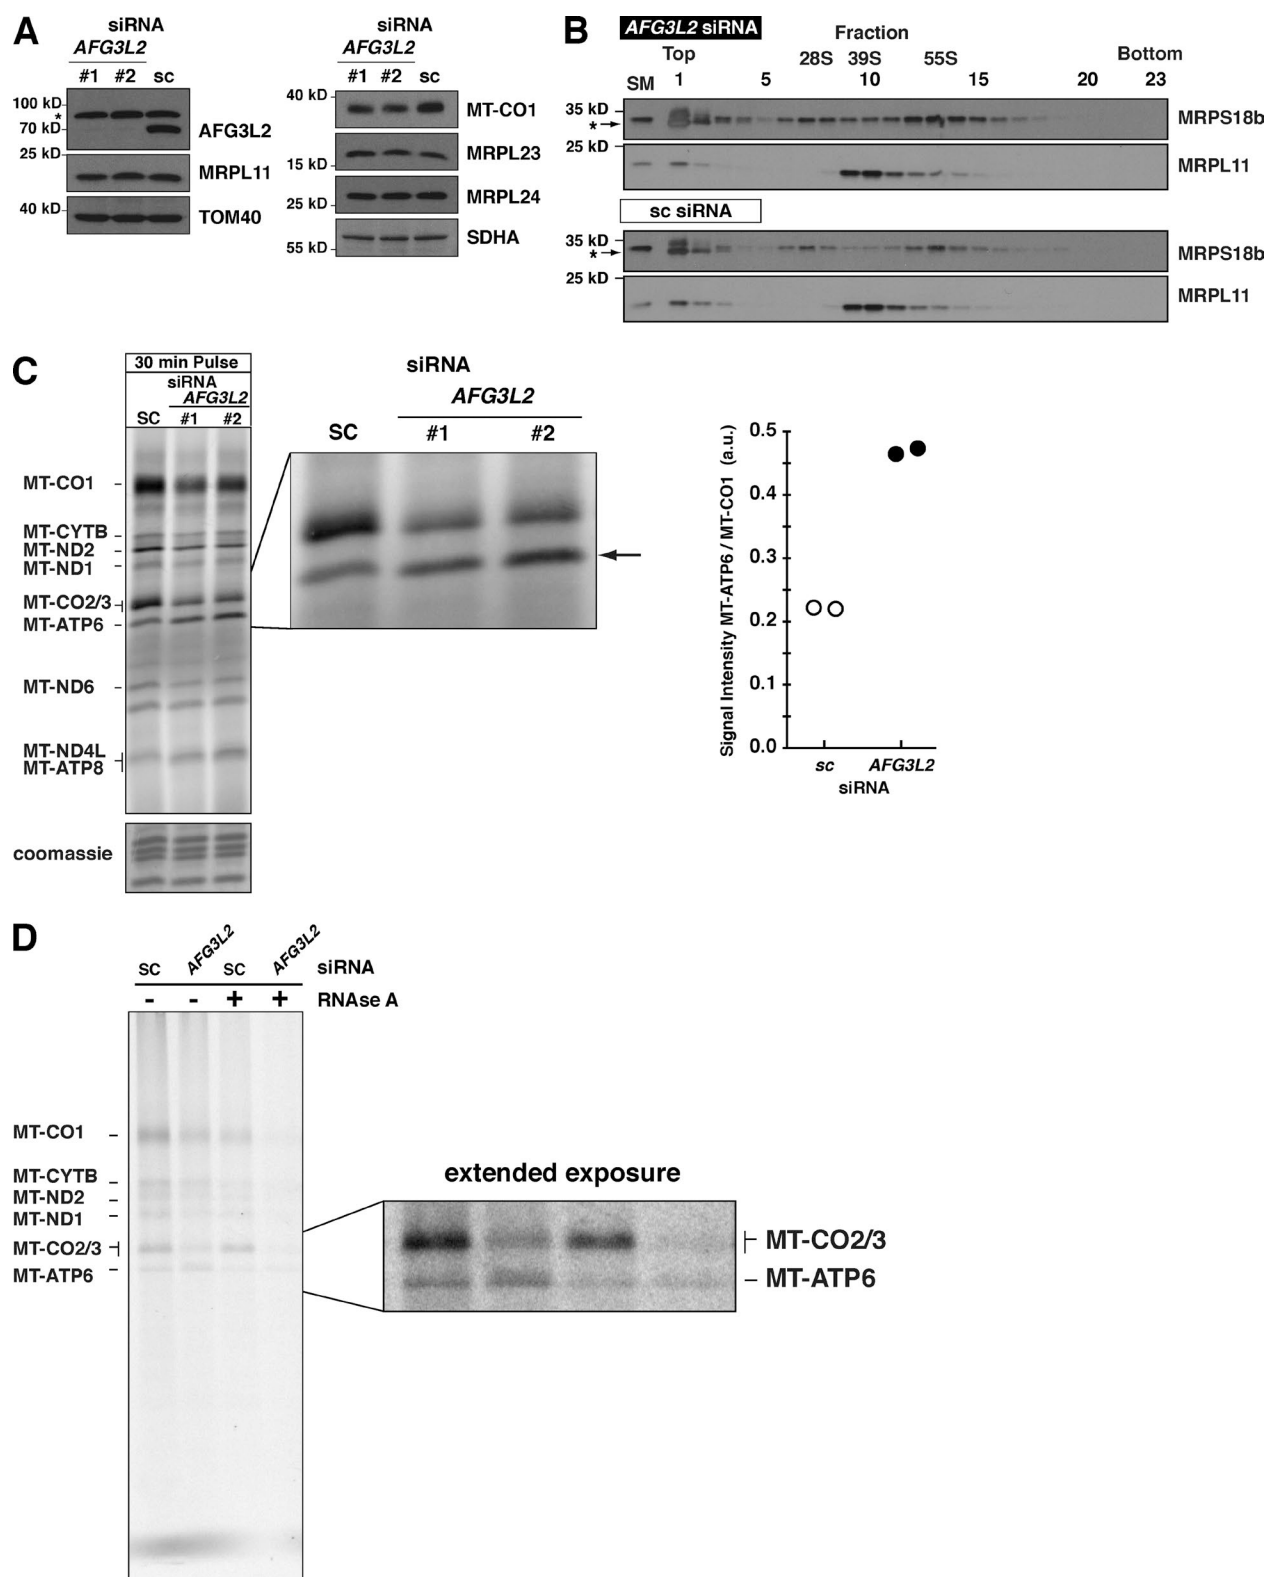 A
siRNA
AFG3L2
#1 #2 sc
100 kD
*
70 kD
AFG3L2
25 kD
MRPL11
40 kD
TOM40
siRNA
AFG3L2
#1 #2 sc
40 kD
MT-CO1
MRPL23
15 kD
MRPL24
25 kD
SDHA
55 kD
B
AFG3L2 siRNA
Fraction
Top 28S 39S 55S Bottom
SM 1 5 10 15 20 23
35 kD
*
MRPS18b
25 kD
MRPL11
sc siRNA
35 kD
*
MRPS18b
25 kD
MRPL11
C
30 min Pulse
siRNA
AFG3L2
SC #1 #2
MT-CO1
MT-CYTB
MT-ND2
MT-ND1
MT-CO2/3
MT-ATP6
MT-ND6
MT-ND4L
MT-ATP8
coomassie
siRNA
AFG3L2
SC #1 #2
Signal Intensity MT-ATP6 / MT-CO1 (a.u.)
0.5
0.4
0.3
0.2
0.1
0.0
sc AFG3L2
siRNA
D
SC AFG3L2 SC AFG3L2 siRNA
- - + + RNAse A
MT-CO1
MT-CYTB
MT-ND2
MT-ND1
MT-CO2/3
MT-ATP6
extended exposure
MT-CO2/3
MT-ATP6